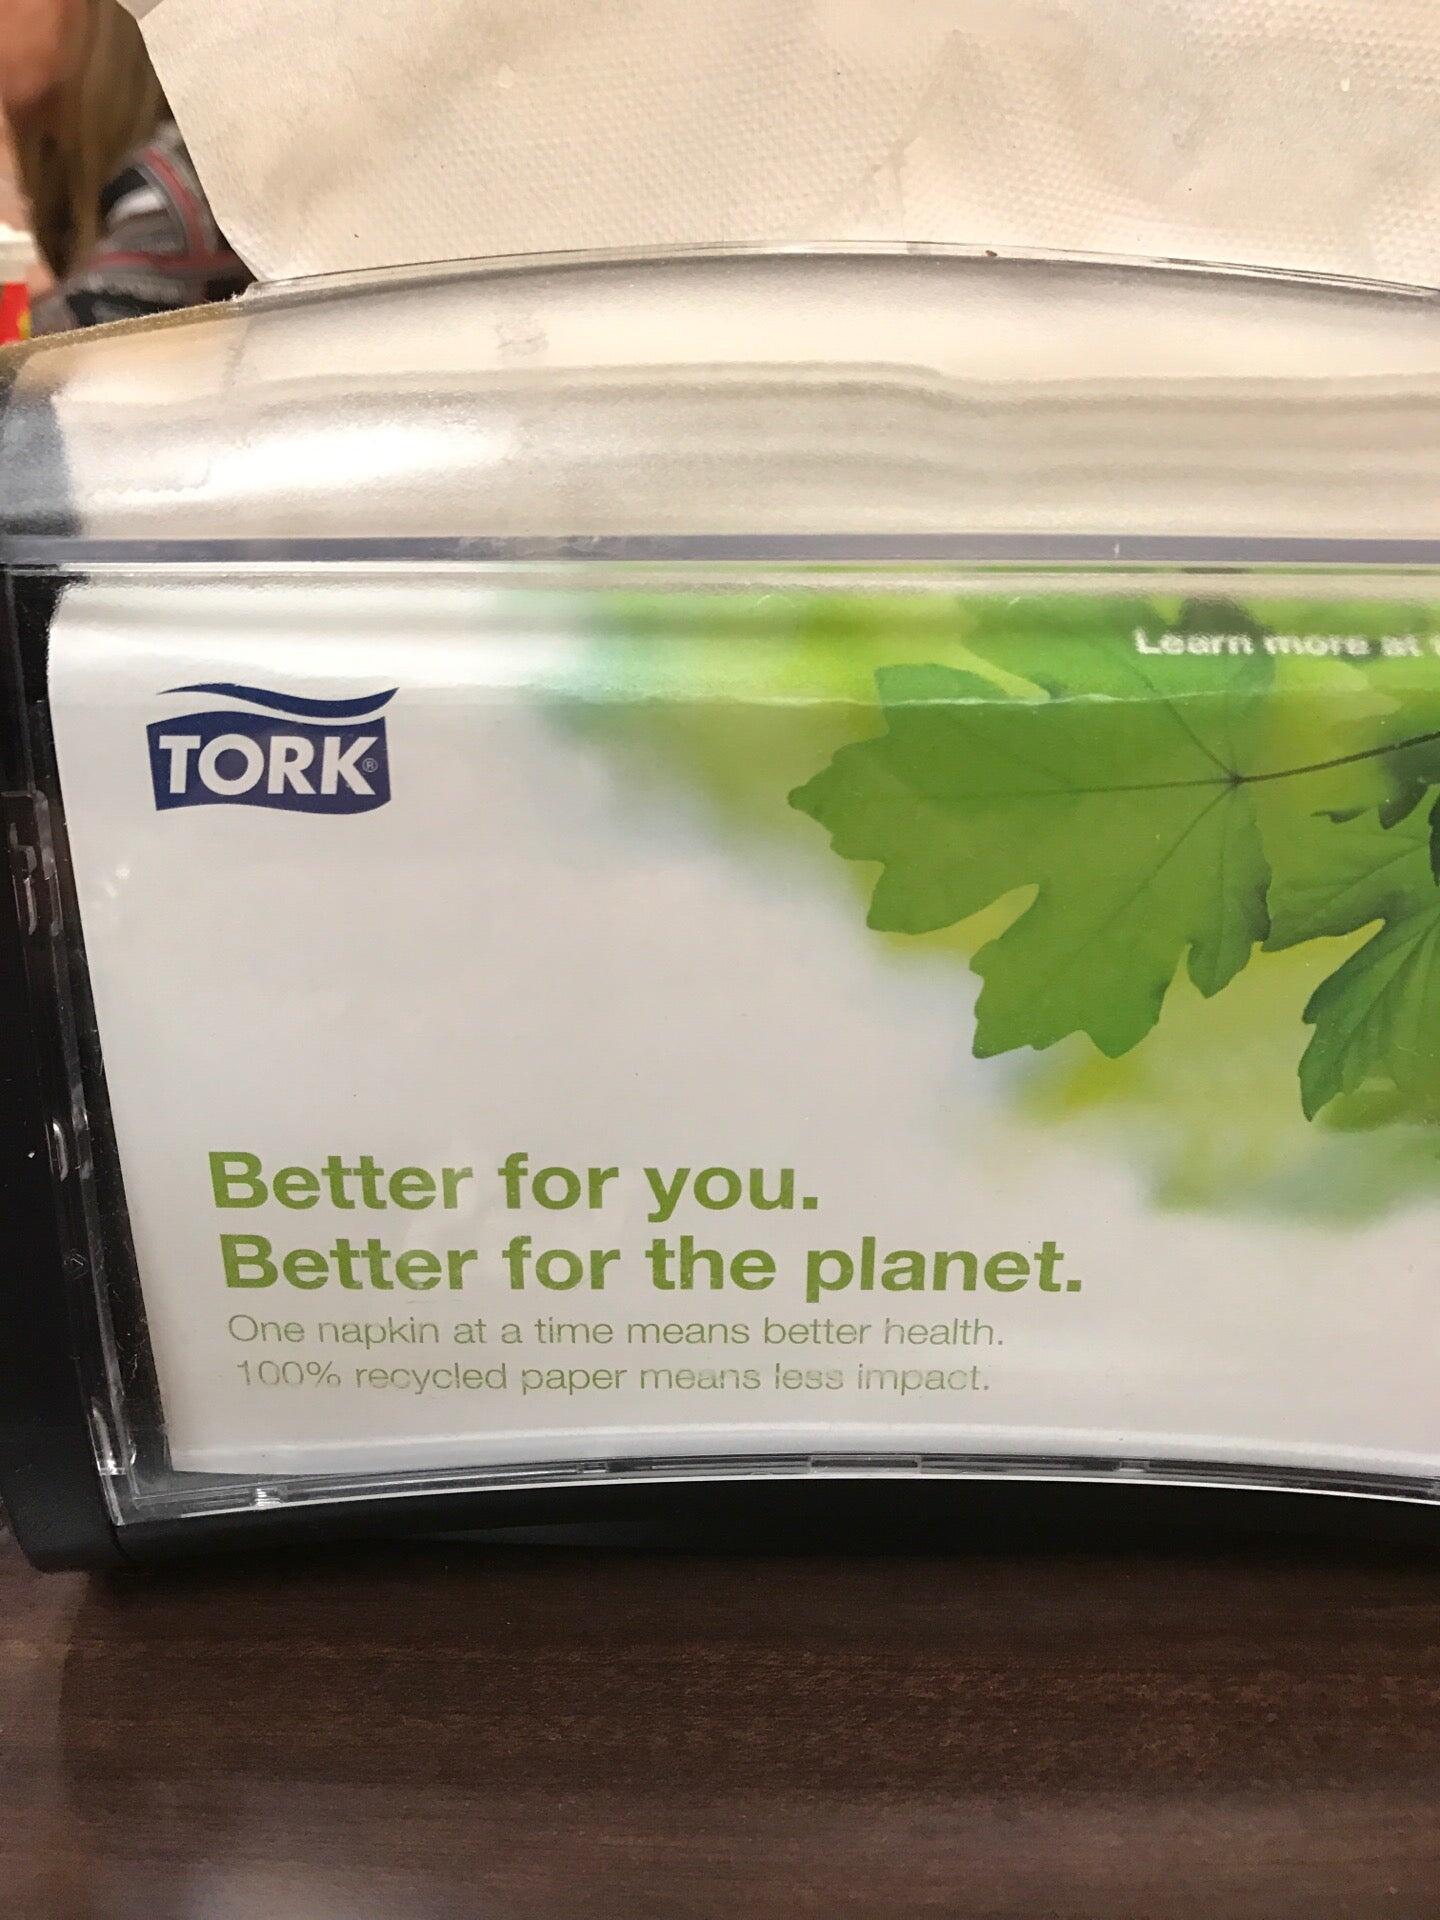 Learn more at
TORK®
Better for you.
Better for the planet.
One napkin at a time means better health.
100% recycled paper means less impact.